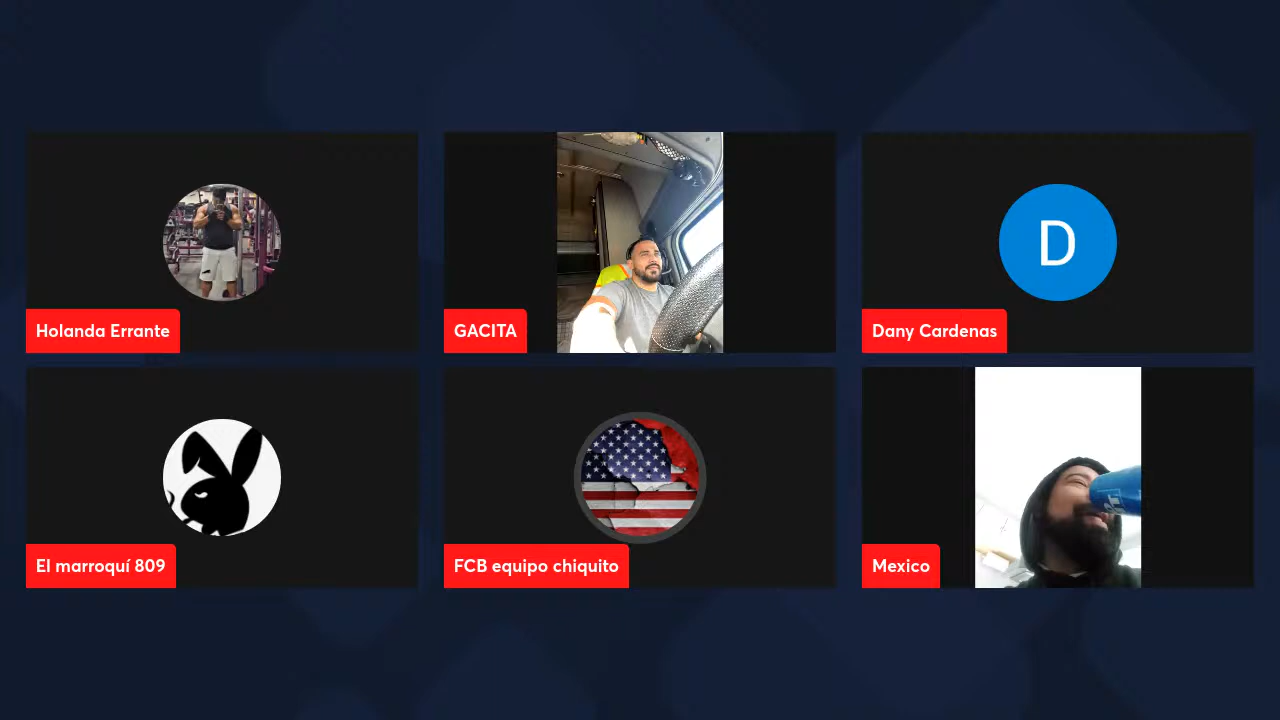 Holanda Errante
GACITA
D
Dany Cardenas
El marroquí 809
FCB equipo chiquito
Mexico